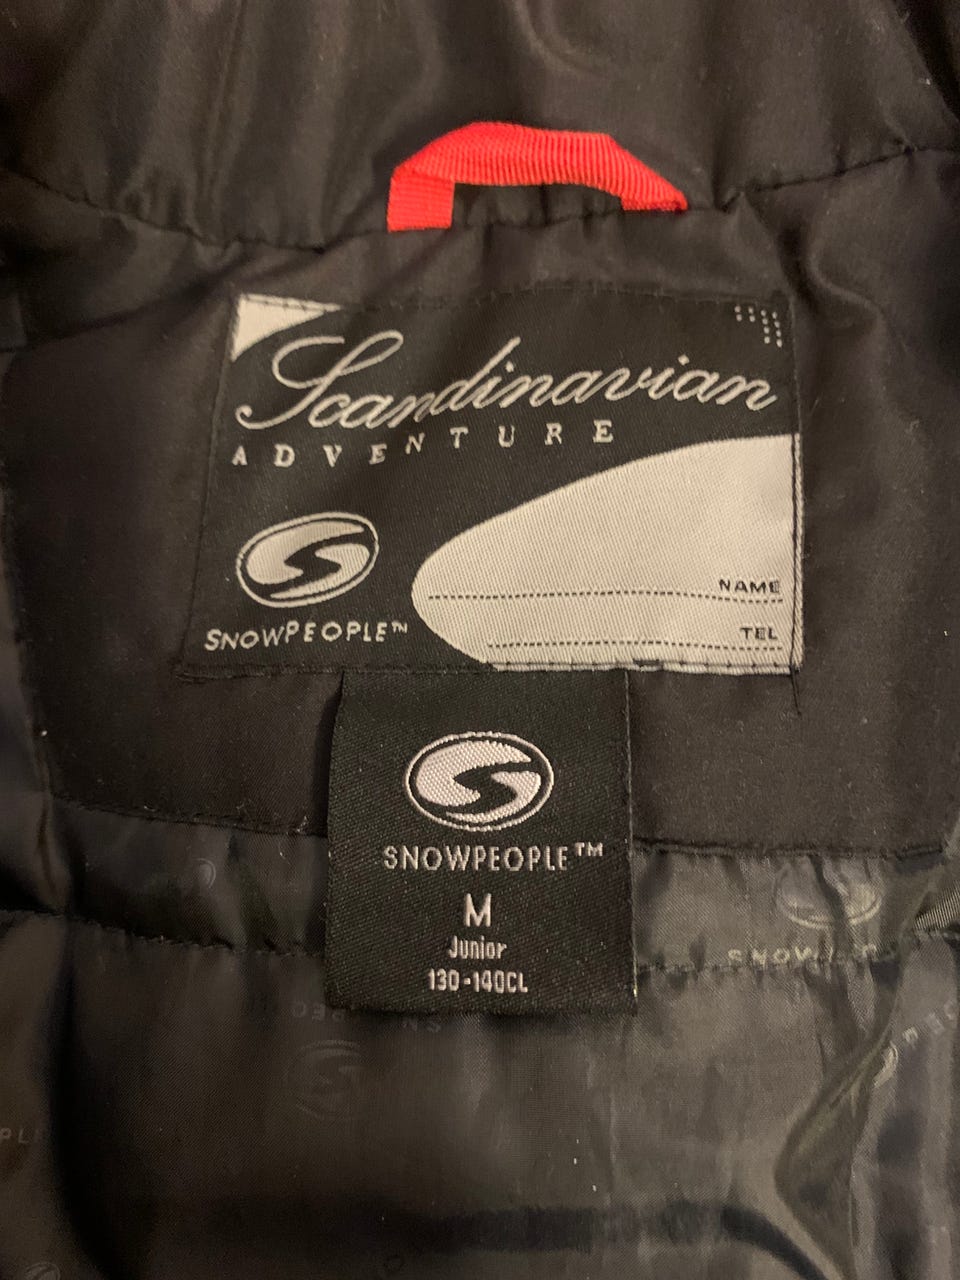 Scandinavian
ADVENTURE
SNOWPEOPLE™
NAME
TEL
SNOWPEOPLE™
M
Junior
130-140CL